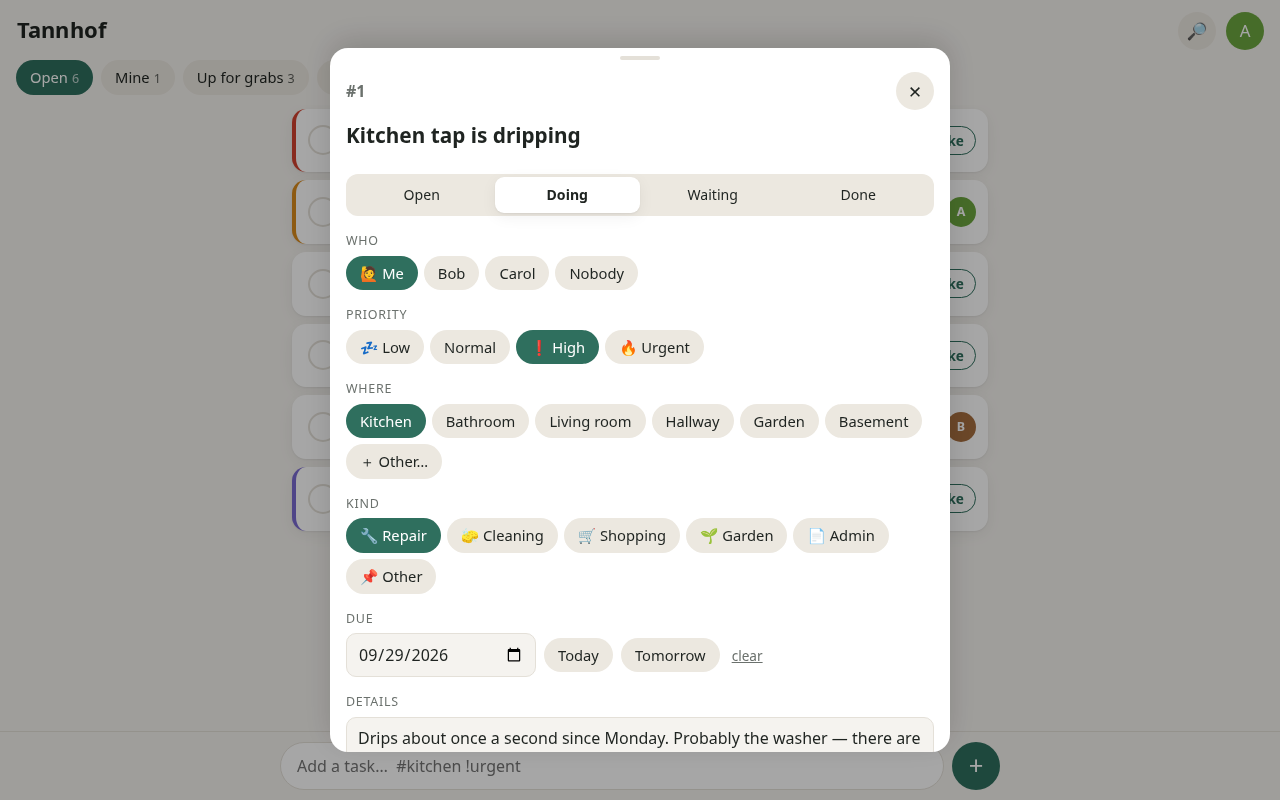 Tannhof
A
Open 6
Mine 1
Up for grabs 3
#1
✕
Kitchen tap is dripping
Open
Doing
Waiting
Done
WHO
🙋 Me
Bob
Carol
Nobody
PRIORITY
💤 Low
Normal
❗ High
🔥 Urgent
WHERE
Kitchen
Bathroom
Living room
Hallway
Garden
Basement
+ Other…
KIND
🔧 Repair
🧽 Cleaning
🛒 Shopping
🌱 Garden
📄 Admin
📌 Other
DUE
09/29/2026
Today
Tomorrow
clear
DETAILS
Drips about once a second since Monday. Probably the washer — there are
A
B
Add a task… #kitchen !urgent
+